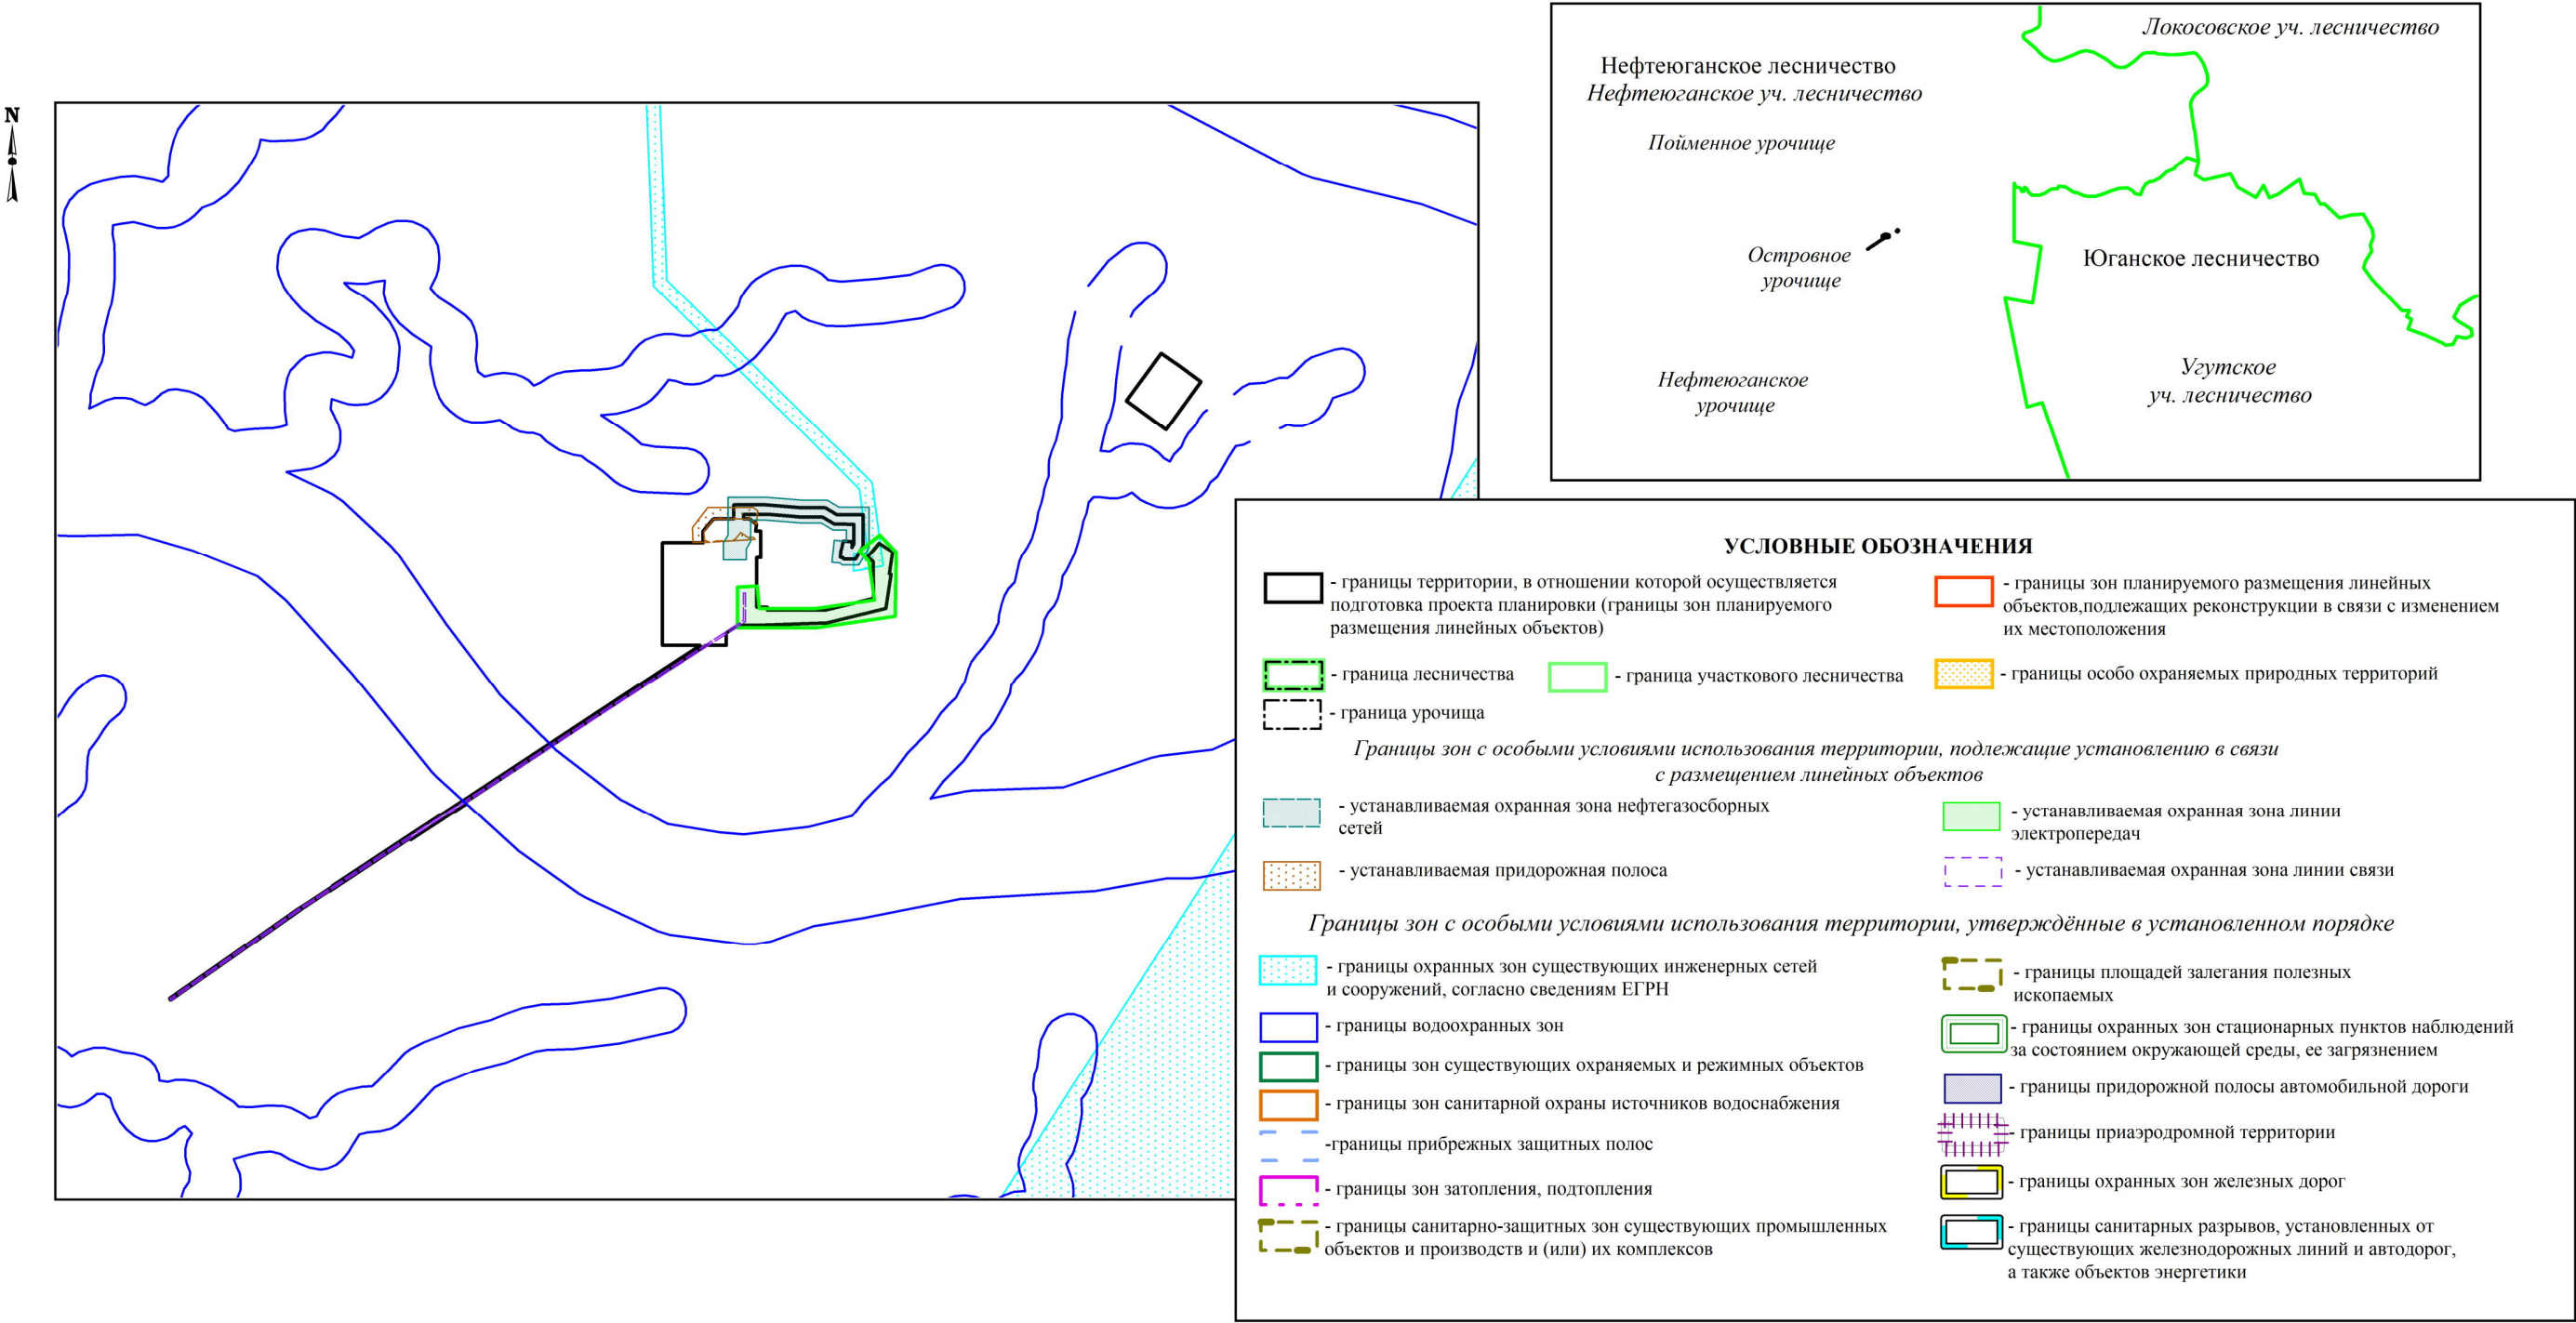 N
Локосовское уч. лесничество
Нефтеюганское лесничество
Нефтеюганское уч. лесничество
Пойменное урочище
Островное
урочище
Юганское лесничество
Нефтеюганское
урочище
Угутское
уч. лесничество
УСЛОВНЫЕ ОБОЗНАЧЕНИЯ
- границы территории, в отношении которой осуществляется
подготовка проекта планировки (границы зон планируемого
размещения линейных объектов)
- границы зон планируемого размещения линейных
объектов,подлежащих реконструкции в связи с изменением
их местоположения
- граница лесничества
- граница участкового лесничества
- границы особо охраняемых природных территорий
- граница урочища
Границы зон с особыми условиями использования территории, подлежащие установлению в связи
с размещением линейных объектов
- устанавливаемая охранная зона нефтегазосборных
сетей
- устанавливаемая охранная зона линии
электропередач
- устанавливаемая придорожная полоса
- устанавливаемая охранная зона линии связи
Границы зон с особыми условиями использования территории, утверждённые в установленном порядке
- границы охранных зон существующих инженерных сетей
и сооружений, согласно сведениям ЕГРН
- границы водоохранных зон
- границы зон существующих охраняемых и режимных объектов
- границы зон санитарной охраны источников водоснабжения
-границы прибрежных защитных полос
- границы зон затопления, подтопления
- границы санитарно-защитных зон существующих промышленных
объектов и производств и (или) их комплексов
- границы площадей залегания полезных
ископаемых
- границы охранных зон стационарных пунктов наблюдений
за состоянием окружающей среды, ее загрязнением
- границы придорожной полосы автомобильной дороги
- границы приаэродромной территории
- границы охранных зон железных дорог
- границы санитарных разрывов, установленных от
существующих железнодорожных линий и автодорог,
а также объектов энергетики